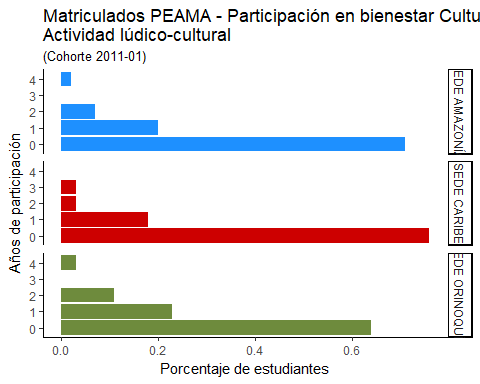 Matriculados PEAMA - Participación en bienestar Cultu
Actividad lúdico-cultural
(Cohorte 2011-01)
Años de participación
4
3
2
1
0
EDE AMAZONÍ
4
3
2
1
0
SEDE CARIBE
4
3
2
1
0
EDE ORINOQU
0.0 0.2 0.4 0.6
Porcentaje de estudiantes